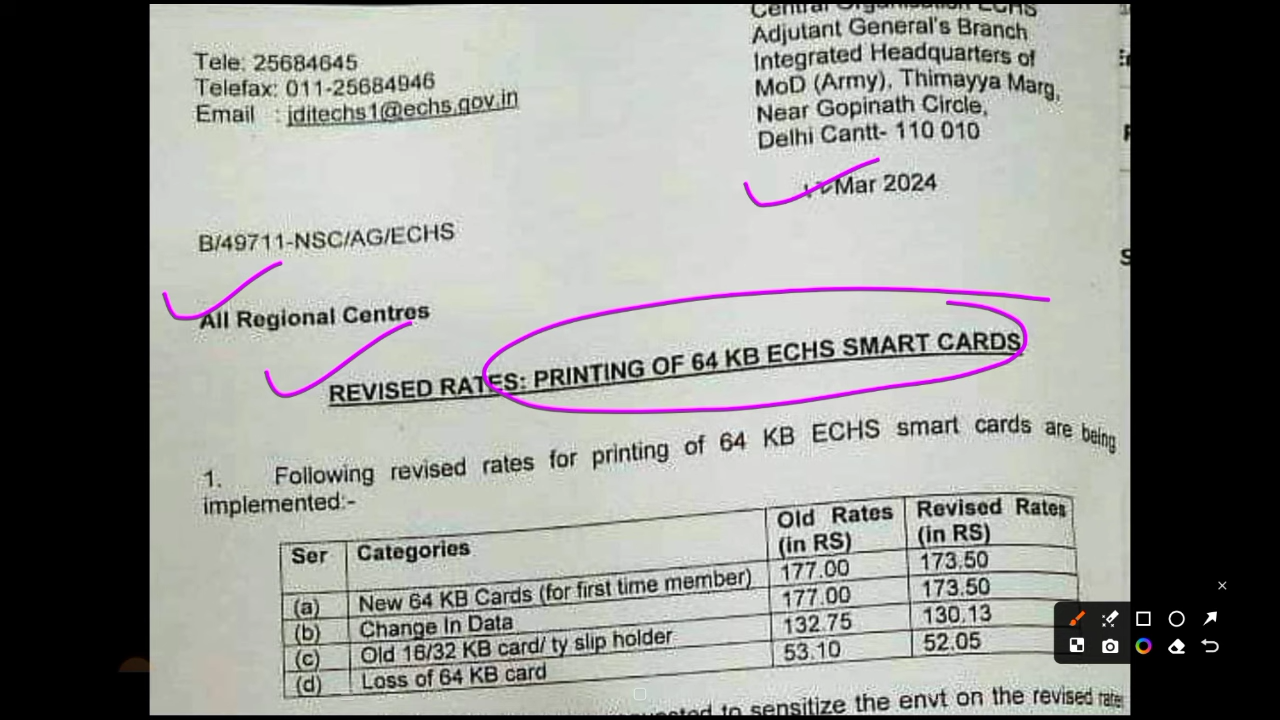 Central Organisation ECHS
Adjutant General's Branch
Integrated Headquarters of
MoD (Army), Thimayya Marg,
Near Gopinath Circle,
Delhi Cantt- 110 010
Tele: 25684645
Telefax: 011-25684946
Email : jditechs1@echs.gov.in
Mar 2024
B/49711-NSC/AG/ECHS
All Regional Centres
REVISED RATES: PRINTING OF 64 KB ECHS SMART CARDS
1. Following revised rates for printing of 64 KB ECHS smart cards are being
implemented:-
Ser Categories Old Rates (in RS) Revised Rates (in RS)
(a) New 64 KB Cards (for first time member) 177.00 173.50
(b) Change In Data 177.00 173.50
(c) Old 16/32 KB card/ ty slip holder 132.75 130.13
(d) Loss of 64 KB card 53.10 52.05
to sensitize the envt on the revised rates